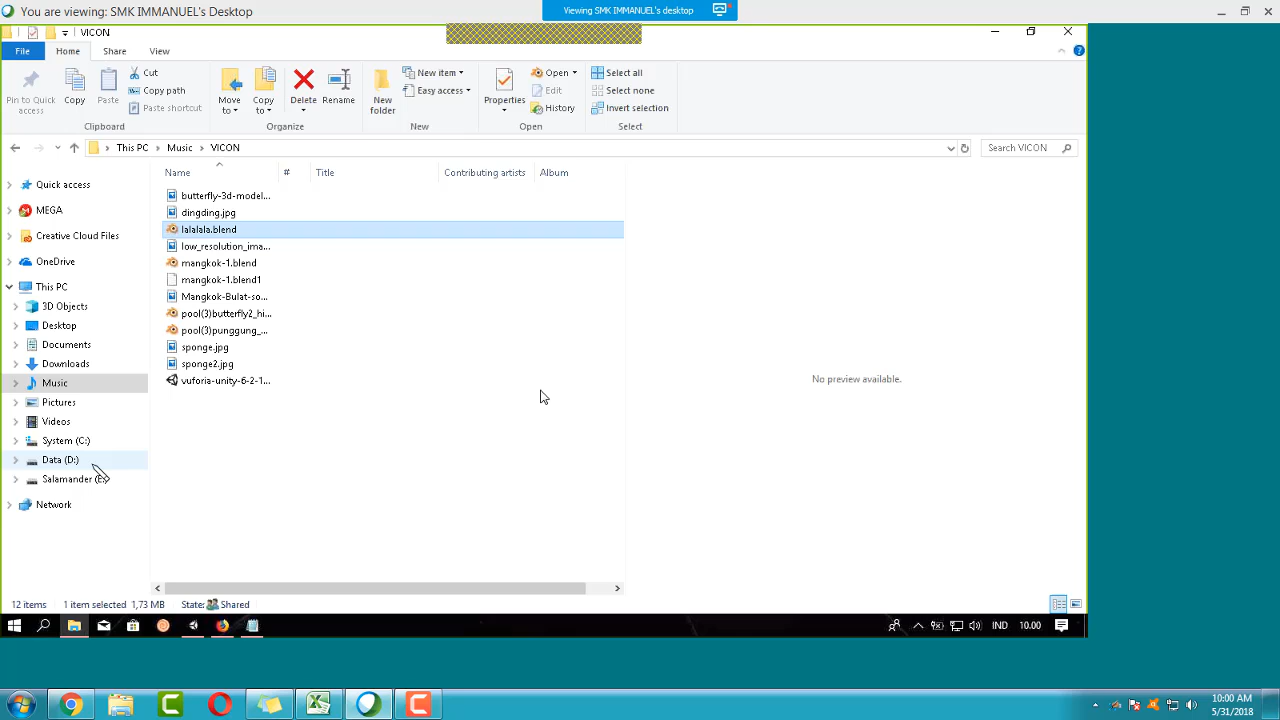 You are viewing: SMK IMMANUEL's Desktop
Viewing SMK IMMANUEL's desktop
VICON
File Home Share View
Pin to Quick access
Copy
Paste
Cut
Copy path
Paste shortcut
Clipboard
Move to
Copy to
Delete
Rename
Organize
New folder
New item
Easy access
New
Properties
Open
Edit
History
Open
Select all
Select none
Invert selection
Select
This PC > Music > VICON
Search VICON
Name # Title Contributing artists Album
Quick access
MEGA
Creative Cloud Files
OneDrive
This PC
3D Objects
Desktop
Documents
Downloads
Music
Pictures
Videos
System (C:)
Data (D:)
Salamander (E:)
Network
butterfly-3d-model...
dingding.jpg
lalalala.blend
low_resolution_ima...
mangkok-1.blend
mangkok-1.blend1
Mangkok-Bulat-so...
pool(3)butterfly2_hi...
pool(3)punggung_...
sponge.jpg
sponge2.jpg
vuforia-unity-6-2-1...
No preview available.
12 items 1 item selected 1,73 MB State: Shared
IND 10.00
10:00 AM
5/31/2018